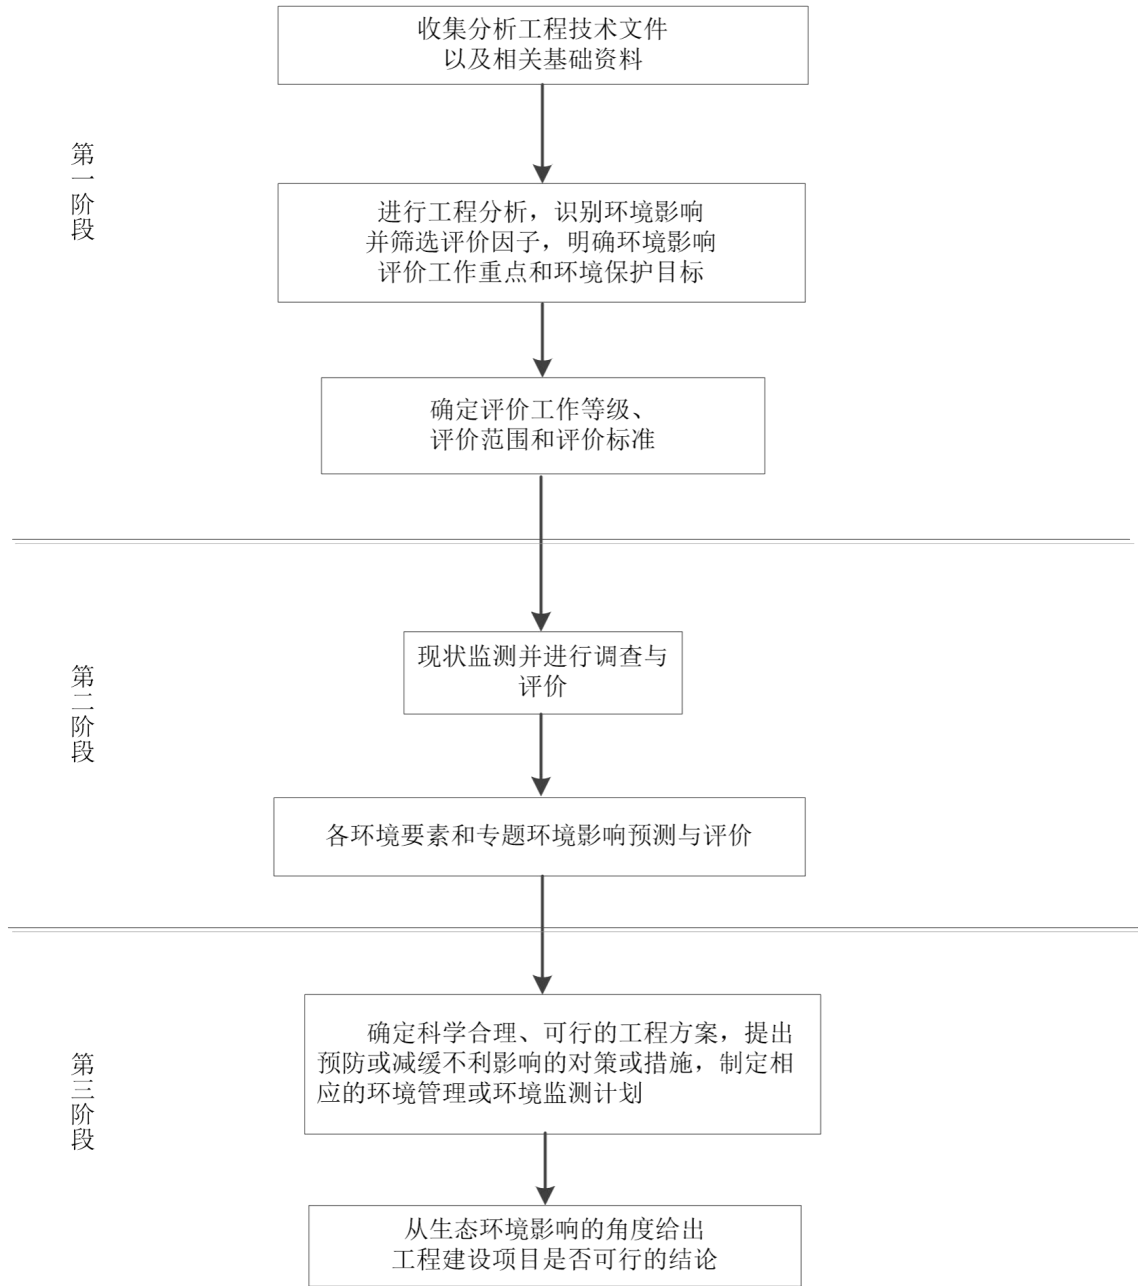 收集分析工程技术文件
以及相关基础资料
第一阶段
进行工程分析，识别环境影响
并筛选评价因子，明确环境影响
评价工作重点和环境保护目标
确定评价工作等级、
评价范围和评价标准
第二阶段
现状监测并进行调查与
评价
各环境要素和专题环境影响预测与评价
第三阶段
确定科学合理、可行的工程方案，提出
预防或减缓不利影响的对策或措施，制定相
应的环境管理或环境监测计划
从生态环境影响的角度给出
工程建设项目是否可行的结论